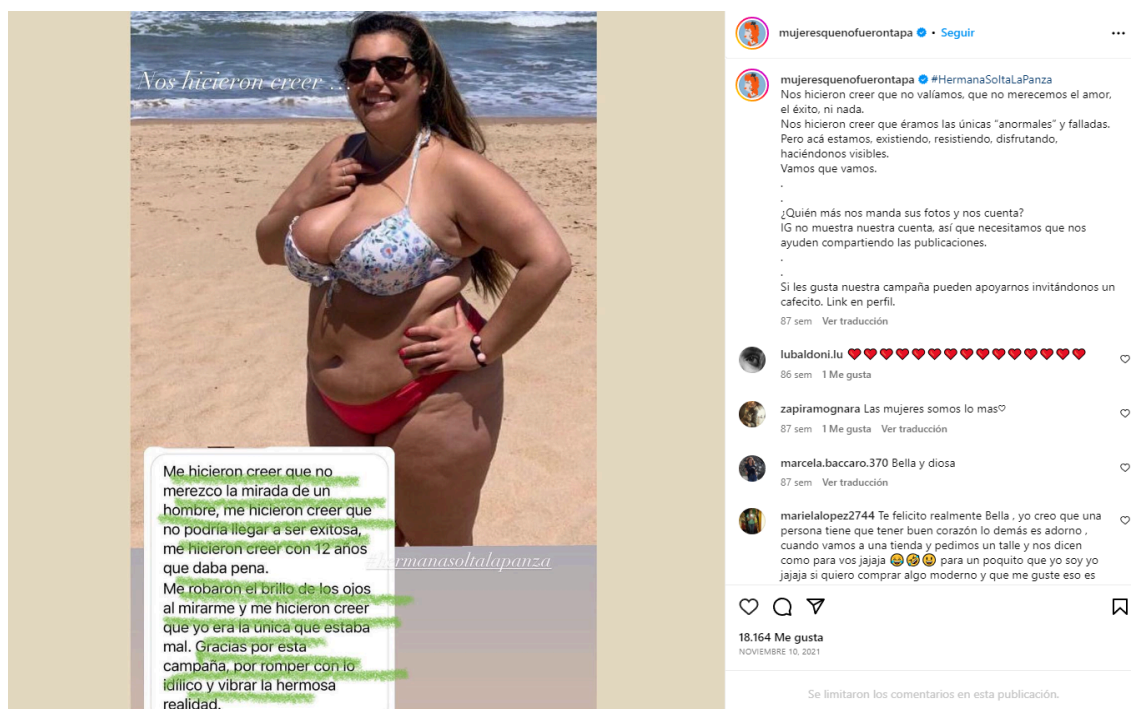 Nos hicieron creer ...
Me hicieron creer que no
merezco la mirada de un
hombre, me hicieron creer que
no podría llegar a ser exitosa,
me hicieron creer con 12 años
que daba pena.
Me robaron el brillo de los ojos
al mirarme y me hicieron creer
que yo era la única que estaba
mal. Gracias por esta
campaña, por romper con lo
idílico y vibrar la hermosa
realidad.
#hermanasoltalapanza
mujeresquenofuerontapa • Seguir
mujeresquenofuerontapa #HermanaSoltaLaPanza
Nos hicieron creer que no valíamos, que no merecemos el amor,
el éxito, ni nada.
Nos hicieron creer que éramos las únicas "anormales" y falladas.
Pero acá estamos, existiendo, resistiendo, disfrutando,
haciéndonos visibles.
Vamos que vamos.
.
.
¿Quién más nos manda sus fotos y nos cuenta?
IG no muestra nuestra cuenta, así que necesitamos que nos
ayuden compartiendo las publicaciones.
.
.
Si les gusta nuestra campaña pueden apoyarnos invitándonos un
cafecito. Link en perfil.
87 sem Ver traducción
lubaldoni.lu ♥♥♥♥♥♥♥♥♥♥♥♥♥♥♥
86 sem 1 Me gusta
zapiramognara Las mujeres somos lo mas♡
87 sem 1 Me gusta Ver traducción
marcela.baccaro.370 Bella y diosa
87 sem Ver traducción
marielalopez2744 Te felicito realmente Bella , yo creo que una
persona tiene que tener buen corazón lo demás es adorno ,
cuando vamos a una tienda y pedimos un talle y nos dicen
como para vos jajaja 😂🤣😃 para un poquito que yo soy yo
jajaja si quiero comprar algo moderno y que me guste eso es
18.164 Me gusta
NOVIEMBRE 10, 2021
Se limitaron los comentarios en esta publicación.